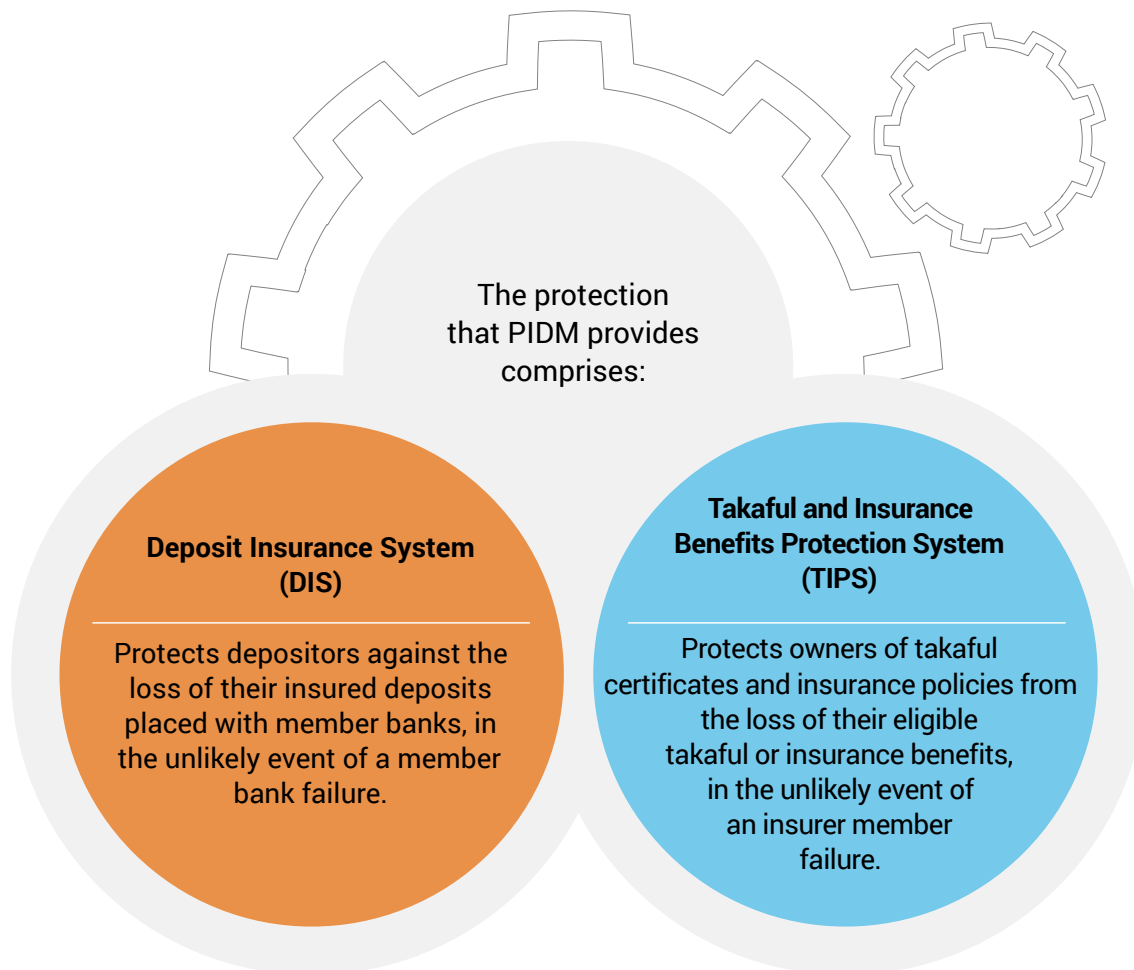 The protection
that PIDM provides
comprises:
Deposit Insurance System
(DIS)
Protects depositors against the
loss of their insured deposits
placed with member banks, in
the unlikely event of a member
bank failure.
Takaful and Insurance
Benefits Protection System
(TIPS)
Protects owners of takaful
certificates and insurance policies from
the loss of their eligible
takaful or insurance benefits,
in the unlikely event of
an insurer member
failure.